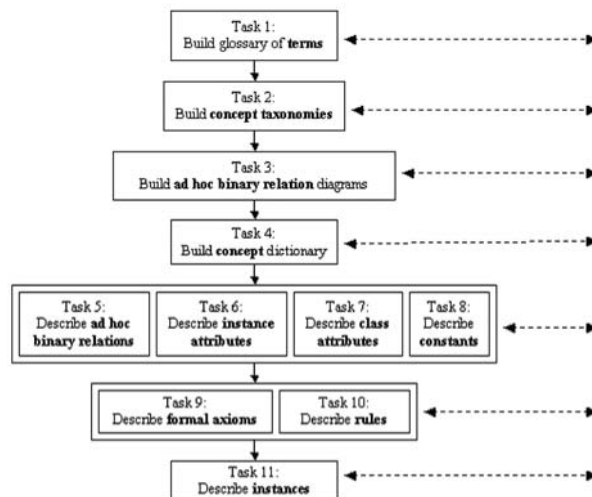 Task 1:
Build glossary of terms
Task 2:
Build concept taxonomies
Task 3:
Build ad hoc binary relation diagrams
Task 4:
Build concept dictionary
Task 5:
Describe ad hoc
binary relations
Task 6:
Describe instance
attributes
Task 7:
Describe class
attributes
Task 8:
Describe
constants
Task 9:
Describe formal axioms
Task 10:
Describe rules
Task 11:
Describe instances